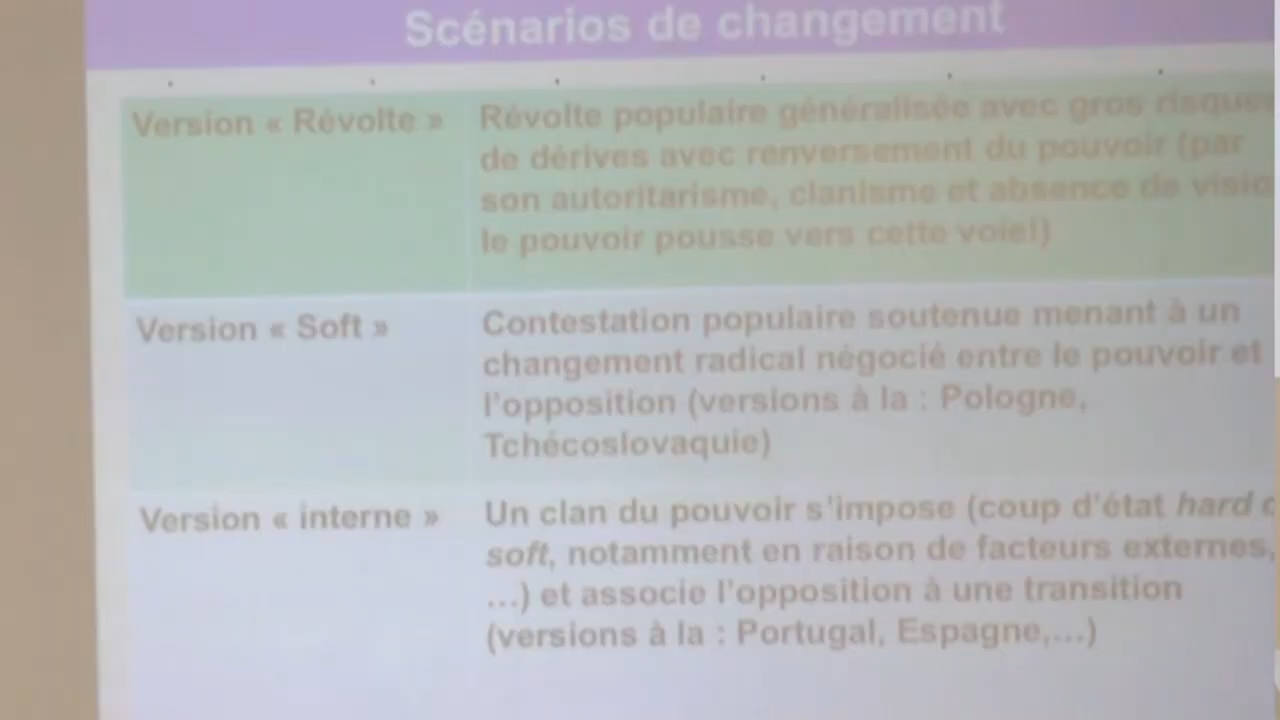 Scénarios de changement
Version « Révolte »
Révolte populaire généralisée avec gros risques
de dérives avec renversement du pouvoir (par
son autoritarisme, clanisme et absence de visio
le pouvoir pousse vers cette voie!)
Version « Soft »
Contestation populaire soutenue menant à un
changement radical négocié entre le pouvoir et
l'opposition (versions à la : Pologne,
Tchécoslovaquie)
Version « interne »
Un clan du pouvoir s'impose (coup d'état hard
soft, notamment en raison de facteurs externes,
...) et associe l'opposition à une transition
(versions à la : Portugal, Espagne,...)